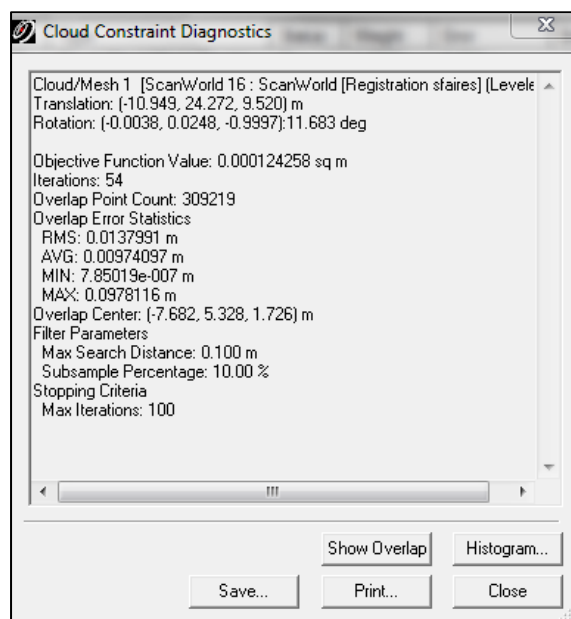 Cloud Constraint Diagnostics
Cloud/Mesh 1 [ScanWorld 16 : ScanWorld [Registration sfaires] (Levele
Translation: (-10.949, 24.272, 9.520) m
Rotation: (-0.0038, 0.0248, -0.9997):11.683 deg
Objective Function Value: 0.000124258 sq m
Iterations: 54
Overlap Point Count: 309219
Overlap Error Statistics
RMS: 0.0137991 m
AVG: 0.00974097 m
MIN: 7.85019e-007 m
MAX: 0.0978116 m
Overlap Center: (-7.682, 5.328, 1.726) m
Filter Parameters
Max Search Distance: 0.100 m
Subsample Percentage: 10.00 %
Stopping Criteria
Max Iterations: 100
Show Overlap Histogram...
Save... Print... Close